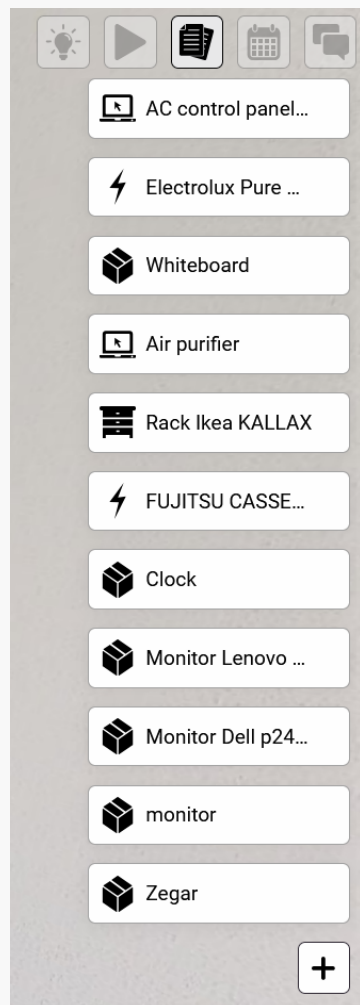 AC control panel...
Electrolux Pure ...
Whiteboard
Air purifier
Rack Ikea KALLAX
FUJITSU CASSE...
Clock
Monitor Lenovo ...
Monitor Dell p24...
monitor
Zegar